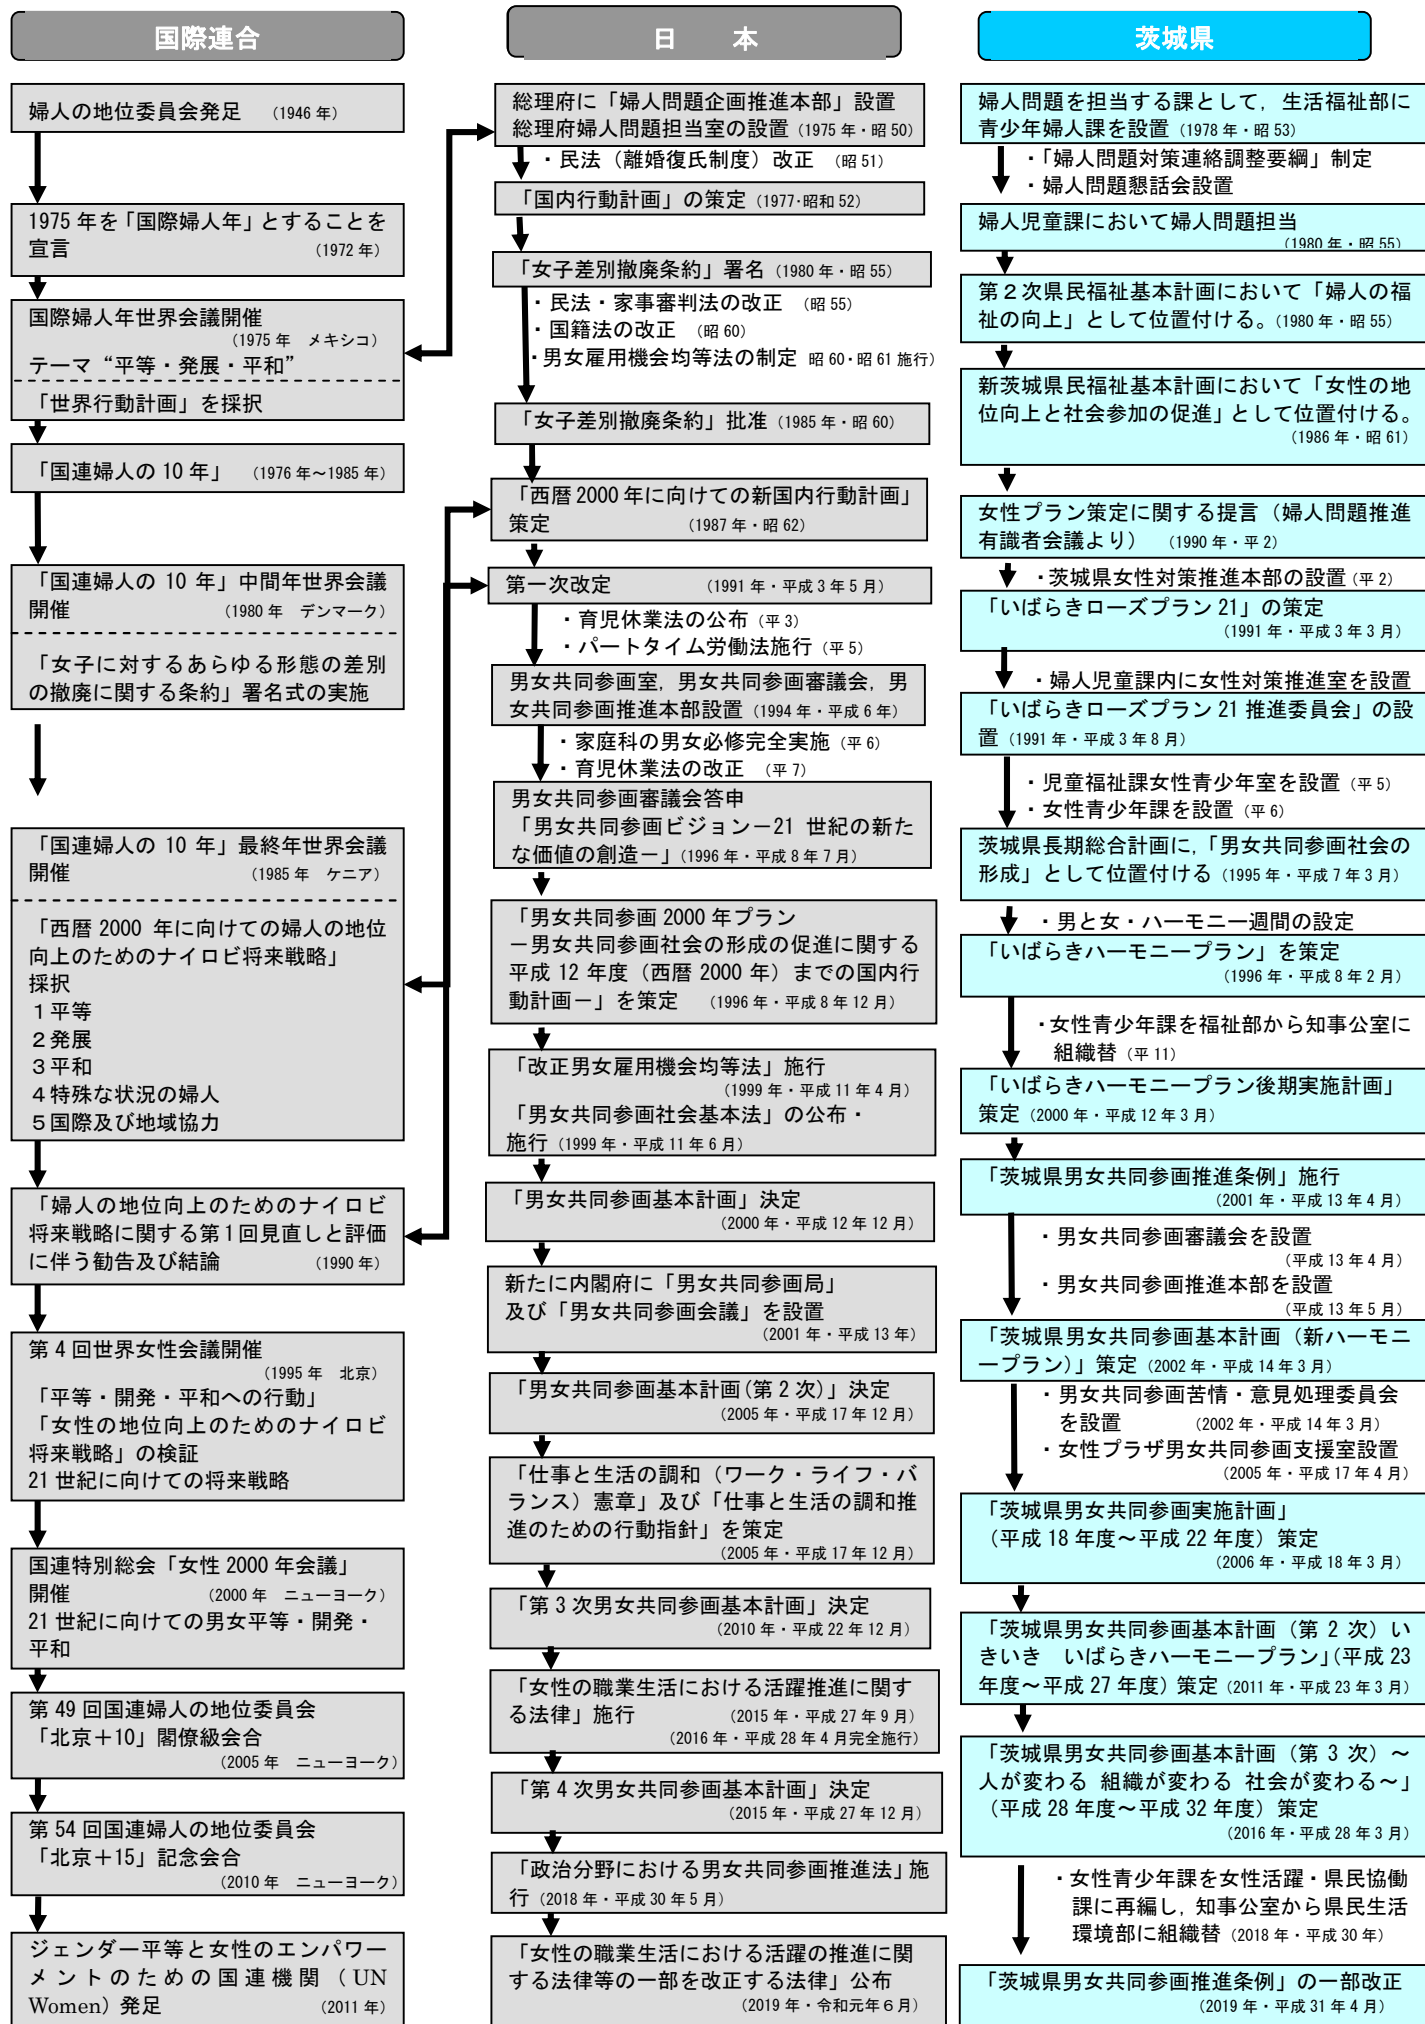 国際連合
婦人の地位委員会発足 （1946 年）
1975 年を「国際婦人年」とすることを
宣言 （1972 年）
国際婦人年世界会議開催
（1975 年 メキシコ）
テーマ“平等・発展・平和”
「世界行動計画」を採択
「国連婦人の 10 年」 （1976 年～1985 年）
「国連婦人の 10 年」中間年世界会議
開催 （1980 年 デンマーク）
「女子に対するあらゆる形態の差別
の撤廃に関する条約」署名式の実施
「国連婦人の 10 年」最終年世界会議
開催 （1985 年 ケニア）
「西暦 2000 年に向けての婦人の地位
向上のためのナイロビ将来戦略」
採択
１平等
２発展
３平和
４特殊な状況の婦人
５国際及び地域協力
「婦人の地位向上のためのナイロビ
将来戦略に関する第１回見直しと評価
に伴う勧告及び結論 （1990 年）
第 4 回世界女性会議開催
（1995 年 北京）
「平等・開発・平和への行動」
「女性の地位向上のためのナイロビ
将来戦略」の検証
21 世紀に向けての将来戦略
国連特別総会「女性 2000 年会議」
開催 （2000 年 ニューヨーク）
21 世紀に向けての男女平等・開発・
平和
第 49 回国連婦人の地位委員会
「北京＋10」閣僚級会合
（2005 年 ニューヨーク）
第 54 回国連婦人の地位委員会
「北京＋15」記念会合
（2010 年 ニューヨーク）
ジェンダー平等と女性のエンパワー
メントのための国連機関（UN
Women）発足 （2011 年）
日 本
総理府に「婦人問題企画推進本部」設置
総理府婦人問題担当室の設置（1975 年・昭 50）
・民法（離婚復氏制度）改正 （昭 51）
「国内行動計画」の策定（1977・昭和 52）
「女子差別撤廃条約」署名（1980 年・昭 55）
・民法・家事審判法の改正 （昭 55）
・国籍法の改正 （昭 60）
・男女雇用機会均等法の制定 昭 60・昭 61 施行）
「女子差別撤廃条約」批准（1985 年・昭 60）
「西暦 2000 年に向けての新国内行動計画」
策定 （1987 年・昭 62）
第一次改定 （1991 年・平成 3 年 5 月）
・育児休業法の公布（平 3）
・パートタイム労働法施行（平 5）
男女共同参画室，男女共同参画審議会，男
女共同参画推進本部設置（1994 年・平成 6 年）
・家庭科の男女必修完全実施（平 6）
・育児休業法の改正 （平 7）
男女共同参画審議会答申
「男女共同参画ビジョン－21 世紀の新た
な価値の創造－」（1996 年・平成 8 年 7 月）
「男女共同参画 2000 年プラン
－男女共同参画社会の形成の促進に関する
平成 12 年度（西暦 2000 年）までの国内行
動計画－」を策定 （1996 年・平成 8 年 12 月）
「改正男女雇用機会均等法」施行
（1999 年・平成 11 年 4 月）
「男女共同参画社会基本法」の公布・
施行（1999 年・平成 11 年 6 月）
「男女共同参画基本計画」決定
（2000 年・平成 12 年 12 月）
新たに内閣府に「男女共同参画局」
及び「男女共同参画会議」を設置
（2001 年・平成 13 年）
「男女共同参画基本計画（第 2 次）」決定
（2005 年・平成 17 年 12 月）
「仕事と生活の調和（ワーク・ライフ・バ
ランス）憲章」及び「仕事と生活の調和推
進のための行動指針」を策定
（2005 年・平成 17 年 12 月）
「第 3 次男女共同参画基本計画」決定
（2010 年・平成 22 年 12 月）
「女性の職業生活における活躍推進に関す
る法律」施行 （2015 年・平成 27 年 9 月）
（2016 年・平成 28 年 4 月完全施行）
「第 4 次男女共同参画基本計画」決定
（2015 年・平成 27 年 12 月）
「政治分野における男女共同参画推進法」施
行（2018 年・平成 30 年 5 月）
「女性の職業生活における活躍の推進に関
する法律等の一部を改正する法律」公布
（2019 年・令和元年６月）
茨城県
婦人問題を担当する課として，生活福祉部に
青少年婦人課を設置（1978 年・昭 53）
・「婦人問題対策連絡調整要綱」制定
・婦人問題懇話会設置
婦人児童課において婦人問題担当
（1980 年・昭 55）
第２次県民福祉基本計画において「婦人の福
祉の向上」として位置付ける。（1980 年・昭 55）
新茨城県民福祉基本計画において「女性の地
位向上と社会参加の促進」として位置付ける。
（1986 年・昭 61）
女性プラン策定に関する提言（婦人問題推進
有識者会議より） （1990 年・平 2）
・茨城県女性対策推進本部の設置（平 2）
「いばらきローズプラン 21」の策定
（1991 年・平成 3 年 3 月）
・婦人児童課内に女性対策推進室を設置
「いばらきローズプラン 21 推進委員会」の設
置（1991 年・平成 3 年 8 月）
・児童福祉課女性青少年室を設置（平 5）
・女性青少年課を設置（平 6）
茨城県長期総合計画に，「男女共同参画社会の
形成」として位置付ける（1995 年・平成 7 年 3 月）
・男と女・ハーモニー週間の設定
「いばらきハーモニープラン」を策定
（1996 年・平成 8 年 2 月）
・女性青少年課を福祉部から知事公室に
組織替（平 11）
「いばらきハーモニープラン後期実施計画」
策定（2000 年・平成 12 年 3 月）
「茨城県男女共同参画推進条例」施行
（2001 年・平成 13 年 4 月）
・男女共同参画審議会を設置
（平成 13 年 4 月）
・男女共同参画推進本部を設置
（平成 13 年 5 月）
「茨城県男女共同参画基本計画（新ハーモニ
ープラン）」策定（2002 年・平成 14 年 3 月）
・男女共同参画苦情・意見処理委員会
を設置 （2002 年・平成 14 年 3 月）
・女性プラザ男女共同参画支援室設置
（2005 年・平成 17 年 4 月）
「茨城県男女共同参画実施計画」
（平成 18 年度～平成 22 年度）策定
（2006 年・平成 18 年 3 月）
「茨城県男女共同参画基本計画（第 2 次）い
きいき いばらきハーモニープラン」（平成 23
年度～平成 27 年度）策定（2011 年・平成 23 年 3 月）
「茨城県男女共同参画基本計画（第 3 次）～
人が変わる 組織が変わる 社会が変わる～」
（平成 28 年度～平成 32 年度）策定
（2016 年・平成 28 年 3 月）
・女性青少年課を女性活躍・県民協働
課に再編し，知事公室から県民生活
環境部に組織替（2018 年・平成 30 年）
「茨城県男女共同参画推進条例」の一部改正
（2019 年・平成 31 年 4 月）